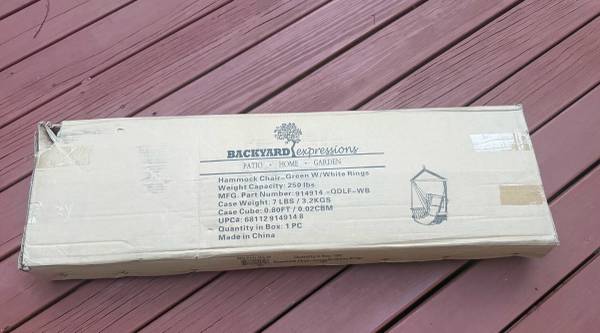 BACKYARD expressions
PATIO • HOME • GARDEN
Hammock Chair-Green W/White Rings
Weight Capacity: 250 lbs
MFG. Part Number: 914914 -QDLF-WB
Case Weight: 7 LBS / 3.2KGS
Case Cube: 0.80FT / 0.02CBM
UPC#: 68112 914914 8
Quantity in Box: 1 PC
Made in China